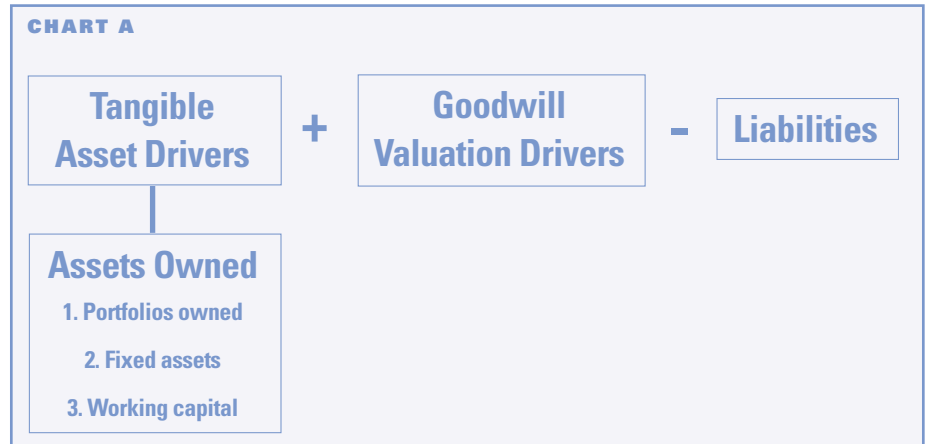 CHART A
Tangible
Asset Drivers
+
Goodwill
Valuation Drivers
-
Liabilities
Assets Owned
1. Portfolios owned
2. Fixed assets
3. Working capital